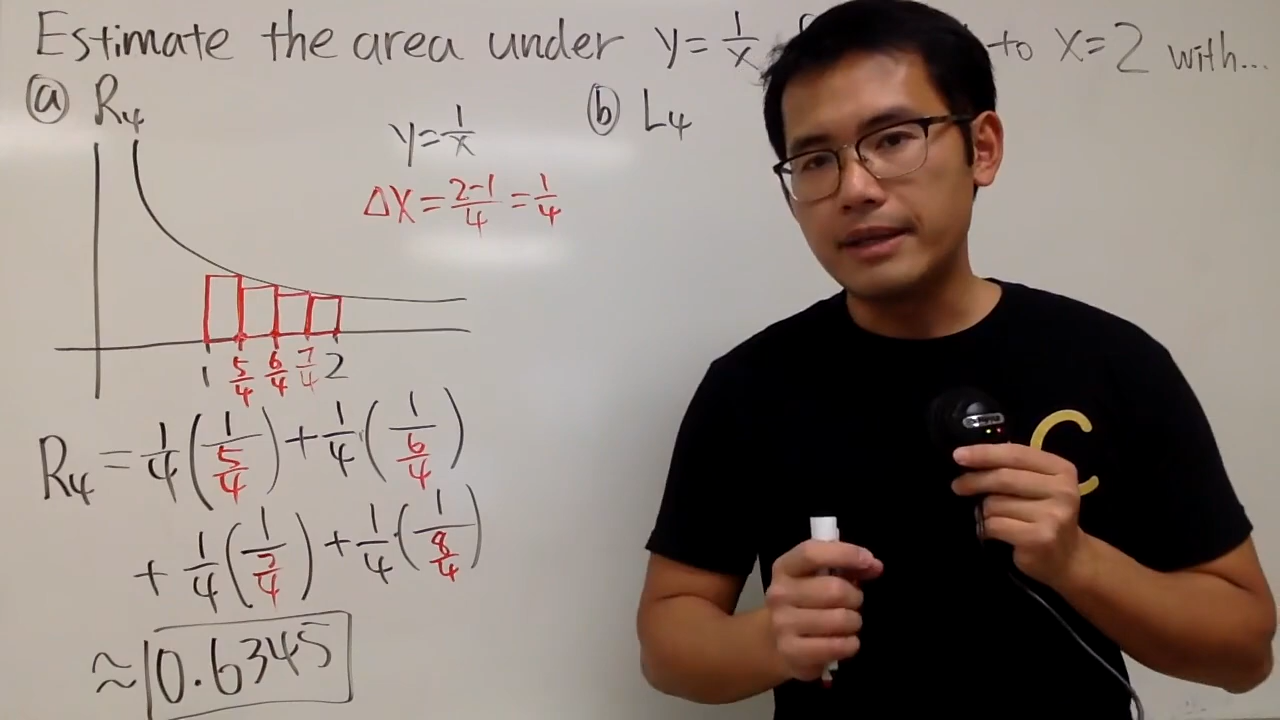 Estimate the area under y = 1/x to x=2 with...
(a) R₄
y = 1/x
Δx = (2-1)/4 = 1/4
1 5/4 6/4 7/4 2
R₄ = 1/4 (1/(5/4)) + 1/4 (1/(6/4))
+ 1/4 (1/(7/4)) + 1/4 (1/(8/4))
≈ 0.6345
(b) L₄
C